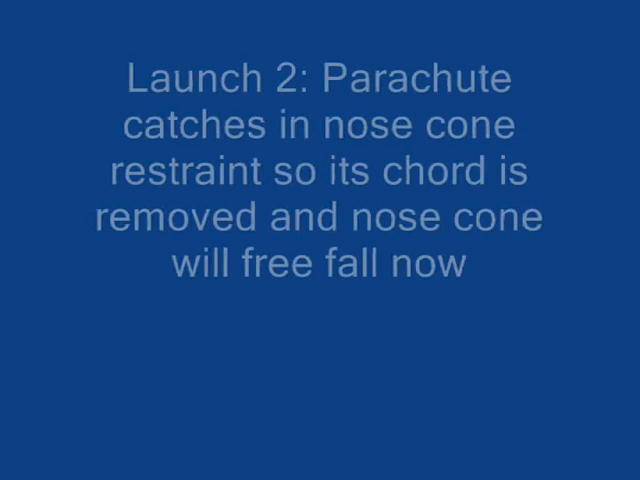 Launch 2: Parachute
catches in nose cone
restraint so its chord is
removed and nose cone
will free fall now